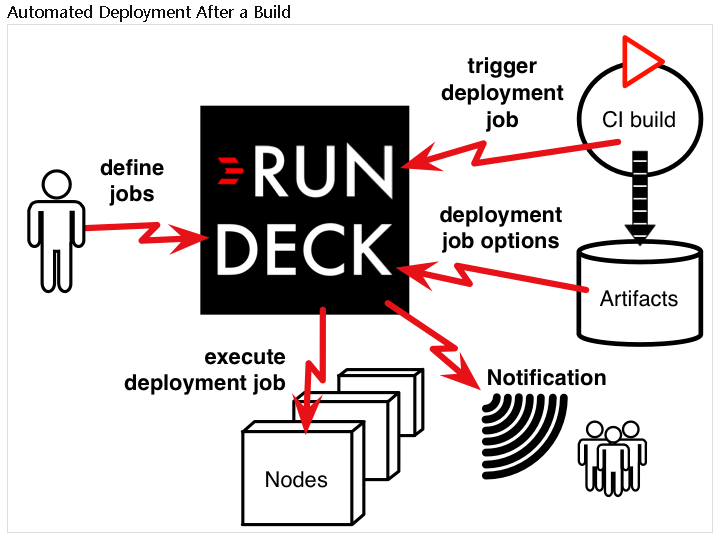 Automated Deployment After a Build
trigger
deployment
job
CI build
define
jobs
RUN
DECK
deployment
job options
Artifacts
execute
deployment job
Notification
Nodes